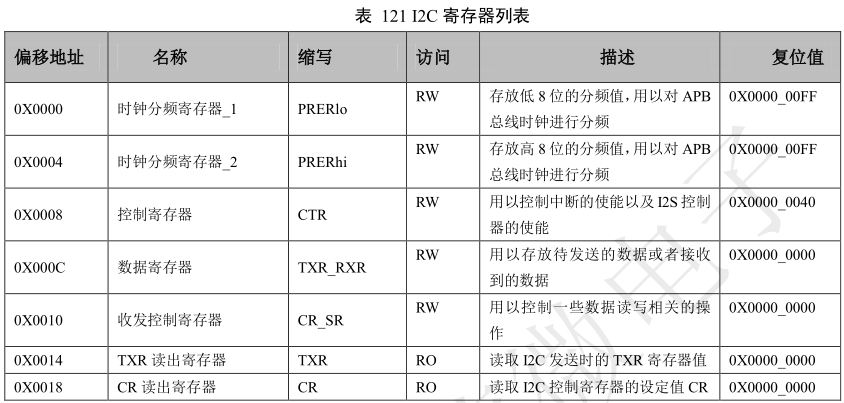 表 121 I2C 寄存器列表
偏移地址 名称 缩写 访问 描述 复位值
0X0000 时钟分频寄存器_1 PRERlo RW 存放低 8 位的分频值,用以对 APB 0X0000_00FF
总线时钟进行分频
0X0004 时钟分频寄存器_2 PRERhi RW 存放高 8 位的分频值,用以对 APB 0X0000_00FF
总线时钟进行分频
0X0008 控制寄存器 CTR RW 用以控制中断的使能以及 I2S 控制 0X0000_0040
器的使能
0X000C 数据寄存器 TXR_RXR RW 用以存放待发送的数据或者接收 0X0000_0000
到的数据
0X0010 收发控制寄存器 CR_SR RW 用以控制一些数据读写相关的操 0X0000_0000
作
0X0014 TXR 读出寄存器 TXR RO 读取 I2C 发送时的 TXR 寄存器值 0X0000_0000
0X0018 CR 读出寄存器 CR RO 读取 I2C 控制寄存器的设定值 CR 0X0000_0000
微电子